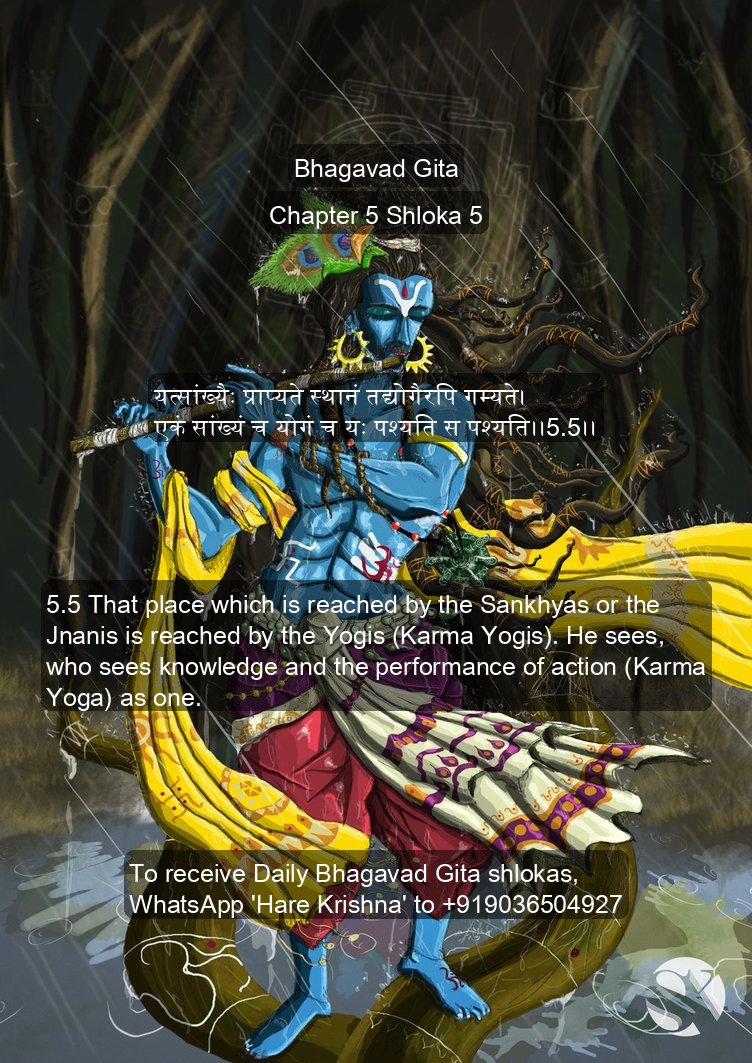 Bhagavad Gita
Chapter 5 Shloka 5
यत्सांख्यैः प्राप्यते स्थानं तद्योगैरपि गम्यते।
एकं सांख्यं च योगं च यः पश्यति स पश्यति।।5.5।।
5.5 That place which is reached by the Sankhyas or the
Jnanis is reached by the Yogis (Karma Yogis). He sees,
who sees knowledge and the performance of action (Karma
Yoga) as one.
To receive Daily Bhagavad Gita shlokas,
WhatsApp 'Hare Krishna' to +919036504927